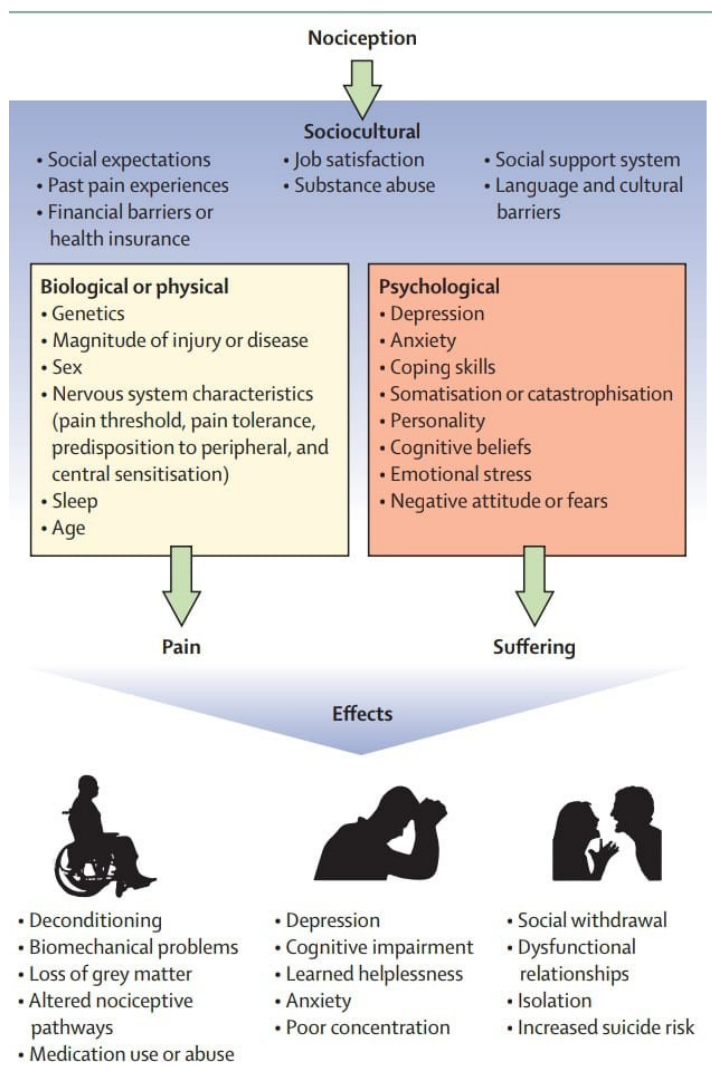 Nociception
Sociocultural
• Social expectations
• Past pain experiences
• Financial barriers or
health insurance
• Job satisfaction
• Substance abuse
• Social support system
• Language and cultural
barriers
Biological or physical
• Genetics
• Magnitude of injury or disease
• Sex
• Nervous system characteristics
(pain threshold, pain tolerance,
predisposition to peripheral, and
central sensitisation)
• Sleep
• Age
Psychological
• Depression
• Anxiety
• Coping skills
• Somatisation or catastrophisation
• Personality
• Cognitive beliefs
• Emotional stress
• Negative attitude or fears
Pain
Suffering
Effects
• Deconditioning
• Biomechanical problems
• Loss of grey matter
• Altered nociceptive
pathways
• Medication use or abuse
• Depression
• Cognitive impairment
• Learned helplessness
• Anxiety
• Poor concentration
• Social withdrawal
• Dysfunctional
relationships
• Isolation
• Increased suicide risk